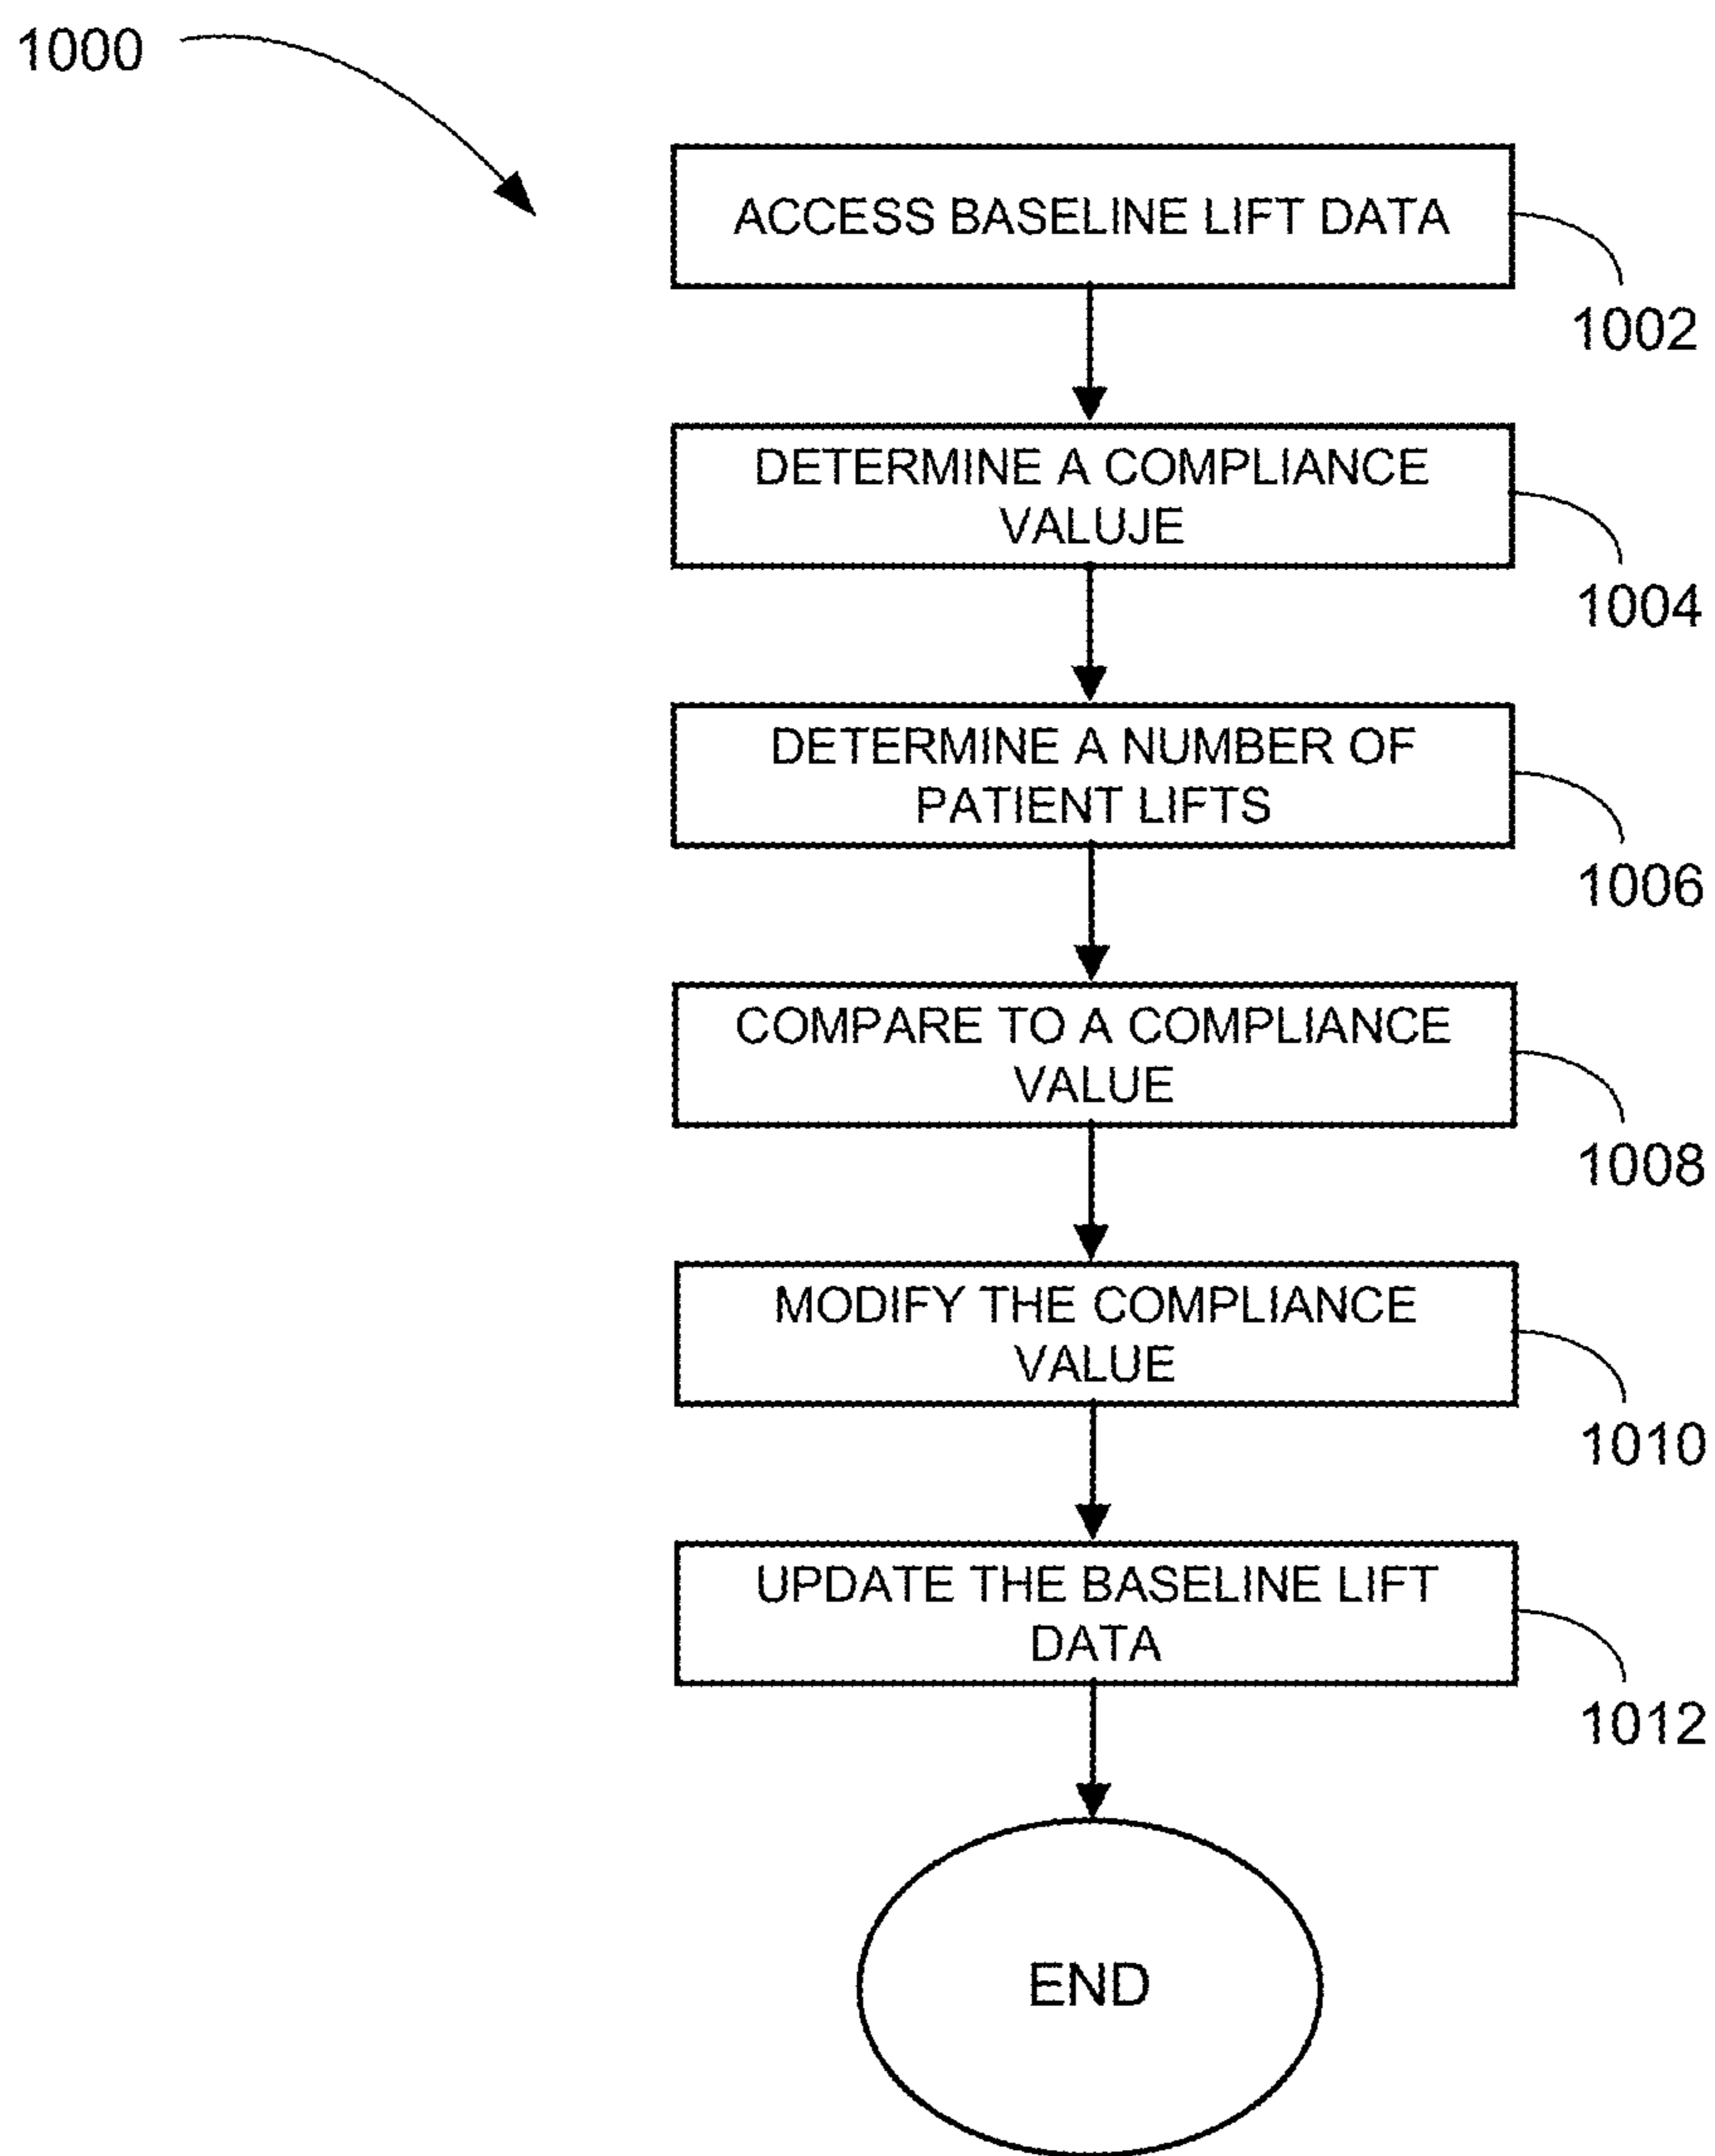 1000
ACCESS BASELINE LIFT DATA
1002
DETERMINE A COMPLIANCE
VALUJE
1004
DETERMINE A NUMBER OF
PATIENT LIFTS
1006
COMPARE TO A COMPLIANCE
VALUE
1008
MODIFY THE COMPLIANCE
VALUE
1010
UPDATE THE BASELINE LIFT
DATA
1012
END